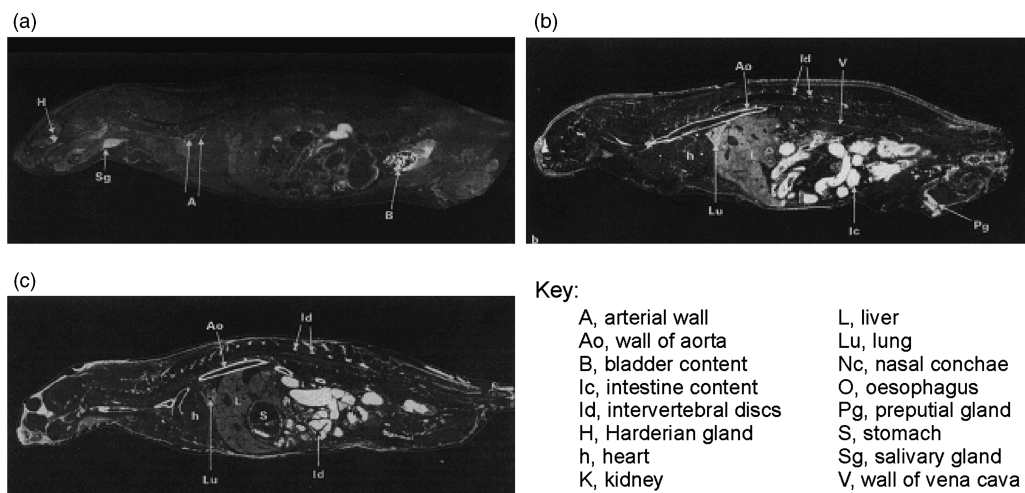 (a)
H
Sg
A
B
(b)
Ao
Id
V
h
L
Lu
Ic
Pg
b
(c)
Ao
Id
h
L
S
Lu
Id
Key:
A, arterial wall
Ao, wall of aorta
B, bladder content
Ic, intestine content
Id, intervertebral discs
H, Harderian gland
h, heart
K, kidney
L, liver
Lu, lung
Nc, nasal conchae
O, oesophagus
Pg, preputial gland
S, stomach
Sg, salivary gland
V, wall of vena cava